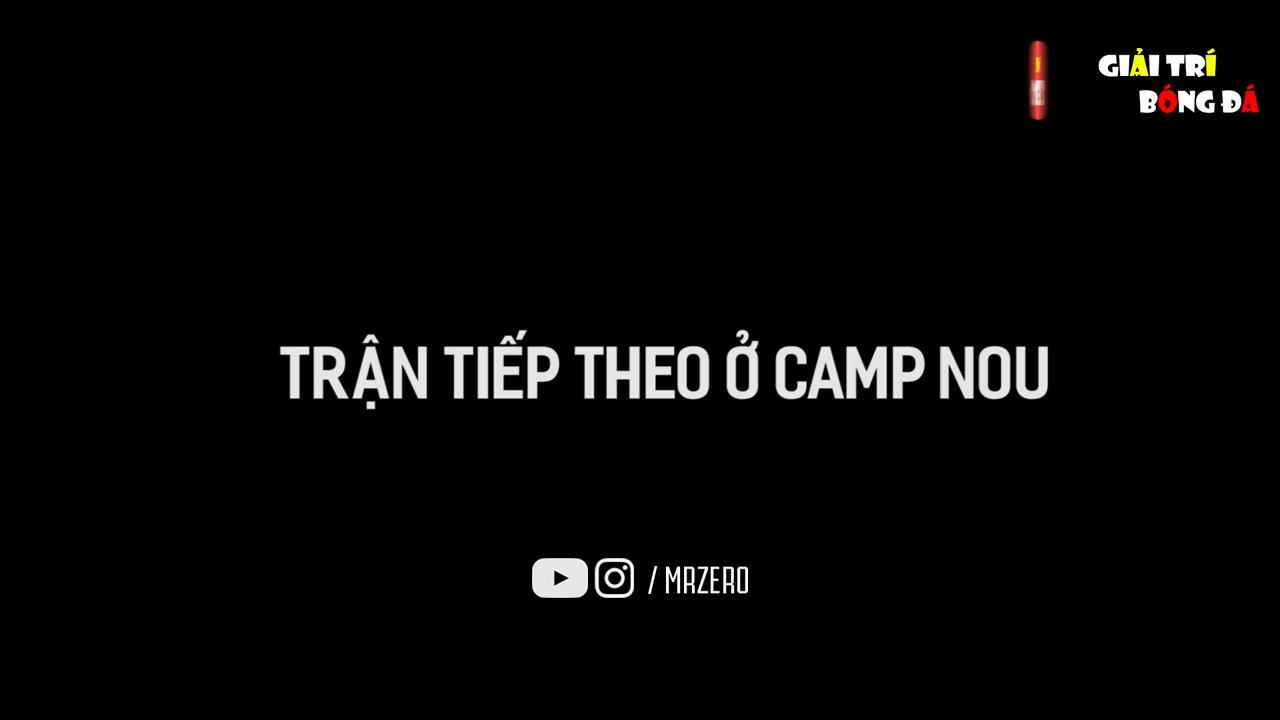 GIẢI TRÍ
BÓNG ĐÁ
TRẬN TIẾP THEO Ở CAMP NOU
/ MRZERO